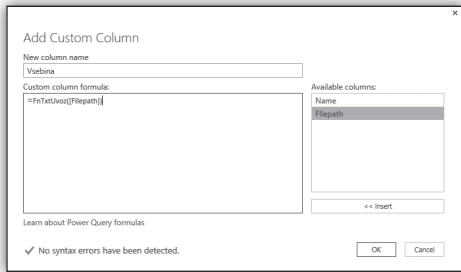 Add Custom Column
New column name
Vsebina
Custom column formula:
=FnTxtUvoz([Filepath])
Available columns:
Name
Filepath
<< Insert
Learn about Power Query formulas
No syntax errors have been detected.
OK
Cancel